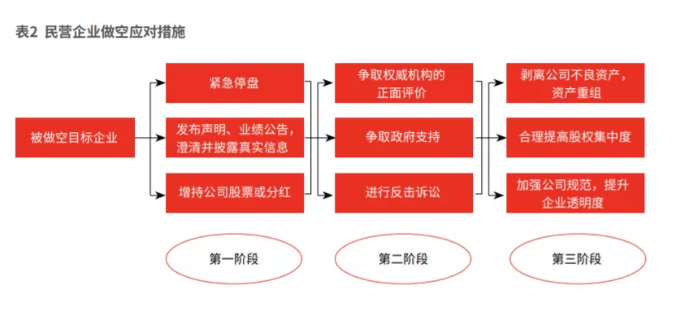 表2 民营企业做空应对措施
被做空目标企业
紧急停盘
发布声明、业绩公告，
澄清并披露真实信息
增持公司股票或分红
争取权威机构的
正面评价
争取政府支持
进行反击诉讼
剥离公司不良资产，
资产重组
合理提高股权集中度
加强公司规范，提升
企业透明度
第一阶段
第二阶段
第三阶段